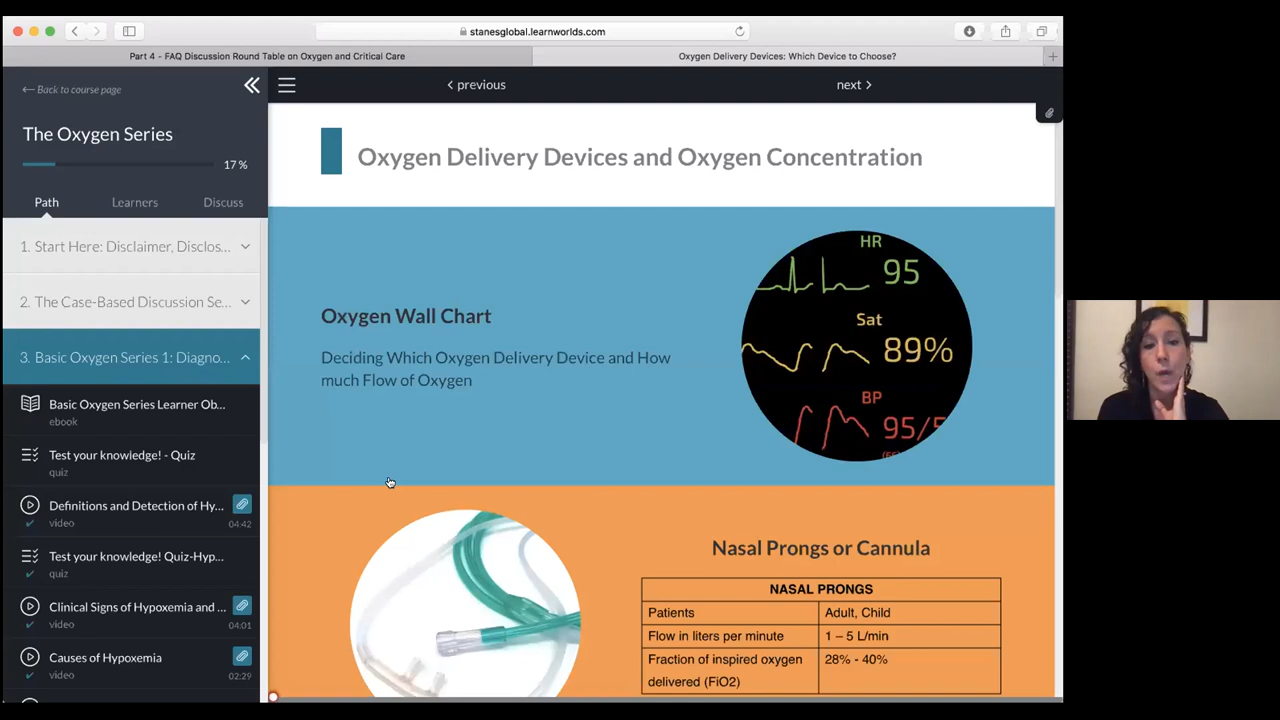 stanesglobal.learnworlds.com
Part 4 - FAQ Discussion Round Table on Oxygen and Critical Care
Oxygen Delivery Devices: Which Device to Choose?
Back to course page
The Oxygen Series
17 %
Path
Learners
Discuss
1. Start Here: Disclaimer, Disclos...
2. The Case-Based Discussion Se...
3. Basic Oxygen Series 1: Diagno...
Basic Oxygen Series Learner Ob...
ebook
Test your knowledge! - Quiz
quiz
Definitions and Detection of Hy...
video
04:42
Test your knowledge! Quiz-Hyp...
quiz
Clinical Signs of Hypoxemia and ...
video
04:01
Causes of Hypoxemia
video
02:29
previous
next
Oxygen Delivery Devices and Oxygen Concentration
Oxygen Wall Chart
Deciding Which Oxygen Delivery Device and How
much Flow of Oxygen
HR
95
Sat
89%
BP
95/5
Nasal Prongs or Cannula
NASAL PRONGS
Patients
Adult, Child
Flow in liters per minute
1 – 5 L/min
Fraction of inspired oxygen
delivered (FiO2)
28% - 40%